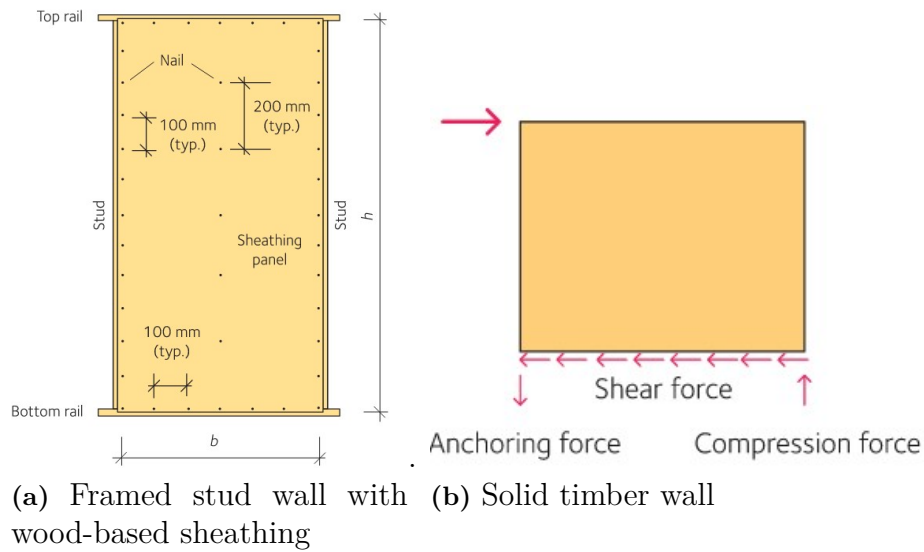 Top rail
Nail
200 mm
(typ.)
100 mm
(typ.)
Stud
Stud
h
Sheathing
panel
100 mm
(typ.)
Bottom rail
b
.
Shear force
Anchoring force
Compression force
(a) Framed stud wall with
wood-based sheathing
(b) Solid timber wall